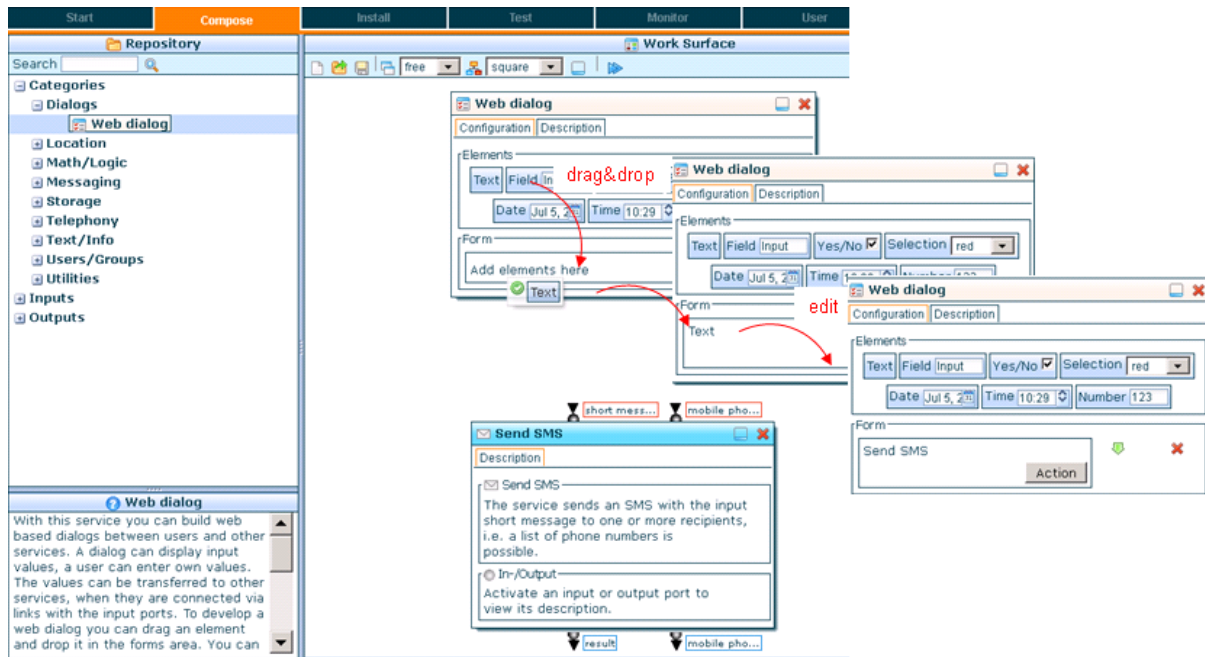 Start Compose Install Test Monitor User
Repository
Work Surface
Search
free square
Categories
Dialogs
Web dialog
Location
Math/Logic
Messaging
Storage
Telephony
Text/Info
Users/Groups
Utilities
Inputs
Outputs
Web dialog
With this service you can build web
based dialogs between users and other
services. A dialog can display input
values, a user can enter own values.
The values can be transferred to other
services, when they are connected via
links with the input ports. To develop a
web dialog you can drag an element
and drop it in the forms area. You can
Web dialog
Configuration Description
Elements
Text Field In
drag&drop
Date Jul 5, 2 Time 10:29
Form
Add elements here
Text
Web dialog
Configuration Description
Elements
Text Field Input Yes/No Selection red
Date Jul 5, 2 Time Number 123
Form
Text
edit
Web dialog
Configuration Description
Elements
Text Field Input Yes/No Selection red
Date Jul 5, 2 Time 10:29 Number 123
Form
Send SMS
Action
short mess... mobile pho...
Send SMS
Description
Send SMS
The service sends an SMS with the input
short message to one or more recipients,
i.e. a list of phone numbers is
possible.
In-/Output
Activate an input or output port to
view its description.
result mobile pho...